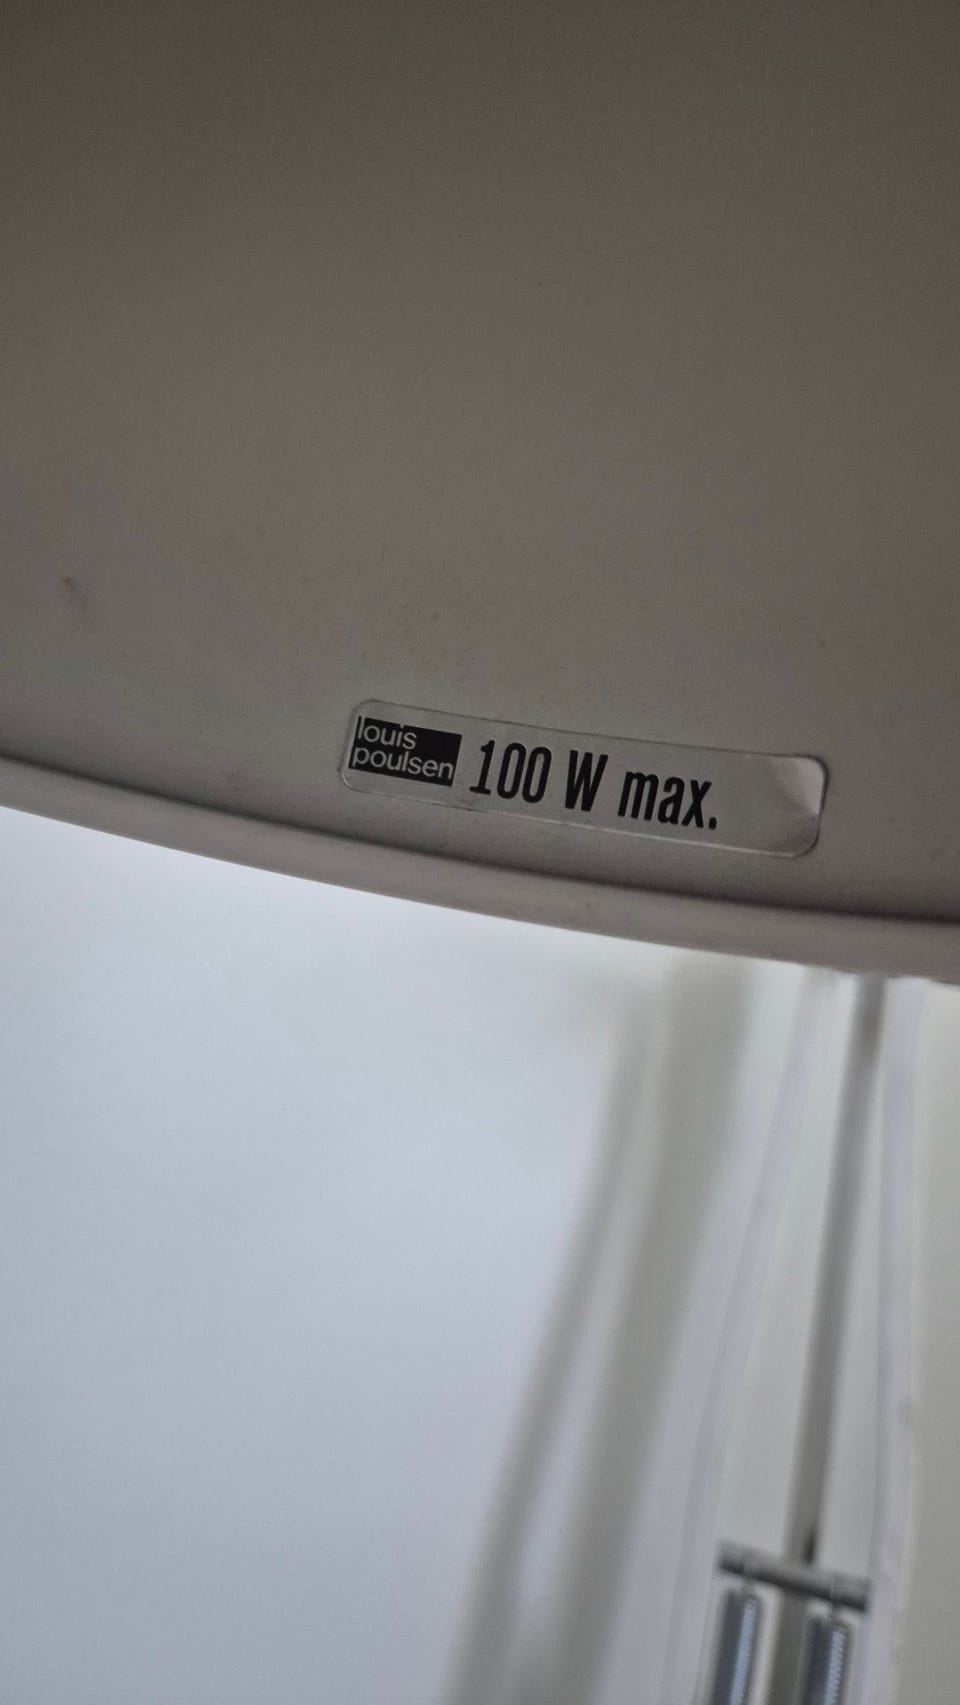 louis
poulsen
100 W max.